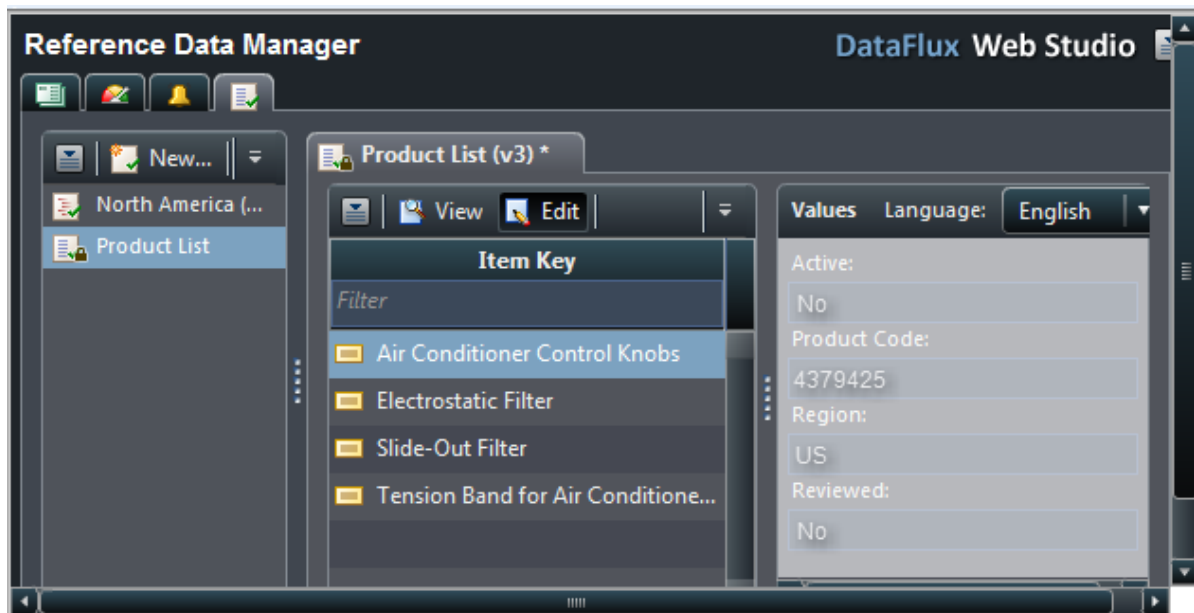 Reference Data Manager
DataFlux Web Studio
New...
North America (...
Product List
Product List (v3) *
View Edit
Item Key
Filter
Air Conditioner Control Knobs
Electrostatic Filter
Slide-Out Filter
Tension Band for Air Conditione...
Values Language: English
Active:
No
Product Code:
4379425
Region:
US
Reviewed:
No